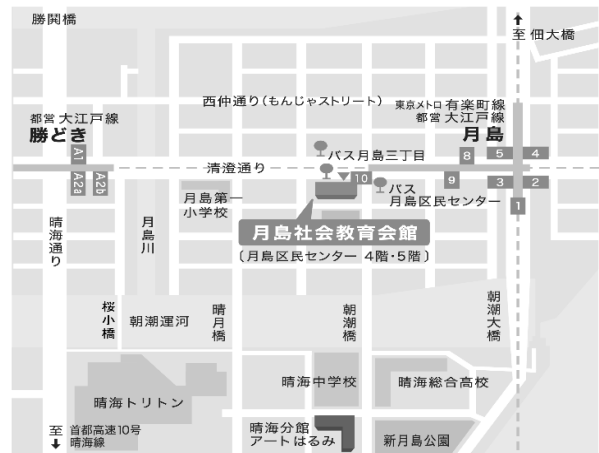 勝鬨橋
至 佃大橋
西仲通り(もんじゃストリート)
東京メトロ 有楽町線
都営 大江戸線
月島
都営 大江戸線
勝どき
A1
A2a
A2b
バス月島三丁目
清澄通り
10
8
5
4
9
3
2
1
バス
月島区民センター
月島第一
小学校
月島社会教育会館
〔月島区民センター 4階・5階〕
晴海通り
月島川
桜小橋
朝潮運河
晴月橋
朝潮橋
朝潮大橋
晴海トリトン
晴海中学校
晴海総合高校
至 首都高速10号
晴海線
晴海分館
アートはるみ
新月島公園